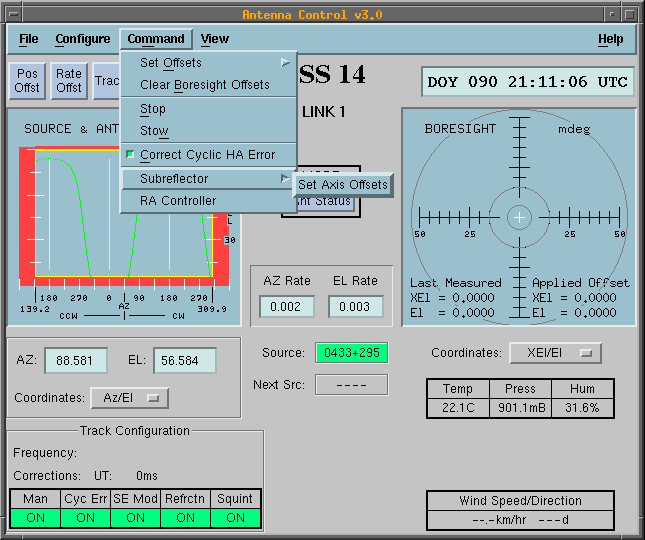 Antenna Control v3.0
File Configure Command View Help
Pos Offst
Rate Offst
Trac
Set Offsets
Clear Boresight Offsets
Stop
Stow
Correct Cyclic HA Error
Subreflector
Set Axis Offsets
RA Controller
SS 14
LINK 1
DOY 090 21:11:06 UTC
SOURCE & ANT
30
180 270 0 90 180 270
AZ
139.2 309.9
CCW CW
nt Status
BORESIGHT mdeg
50 25 25 50
Last Measured Applied Offset
XEl = 0.0000 XEl = 0.0000
El = 0.0000 El = 0.0000
AZ Rate EL Rate
0.002 0.003
AZ: 88.581 EL: 56.584
Coordinates: Az/El
Source: 0433+295
Next Src: ----
Coordinates: XEl/El
Temp Press Hum
22.1C 901.1mB 31.6%
Track Configuration
Frequency:
Corrections: UT: 0ms
Man Cyc Err SE Mod Refrctn Squint
ON ON ON ON ON
Wind Speed/Direction
--.-km/hr ---d